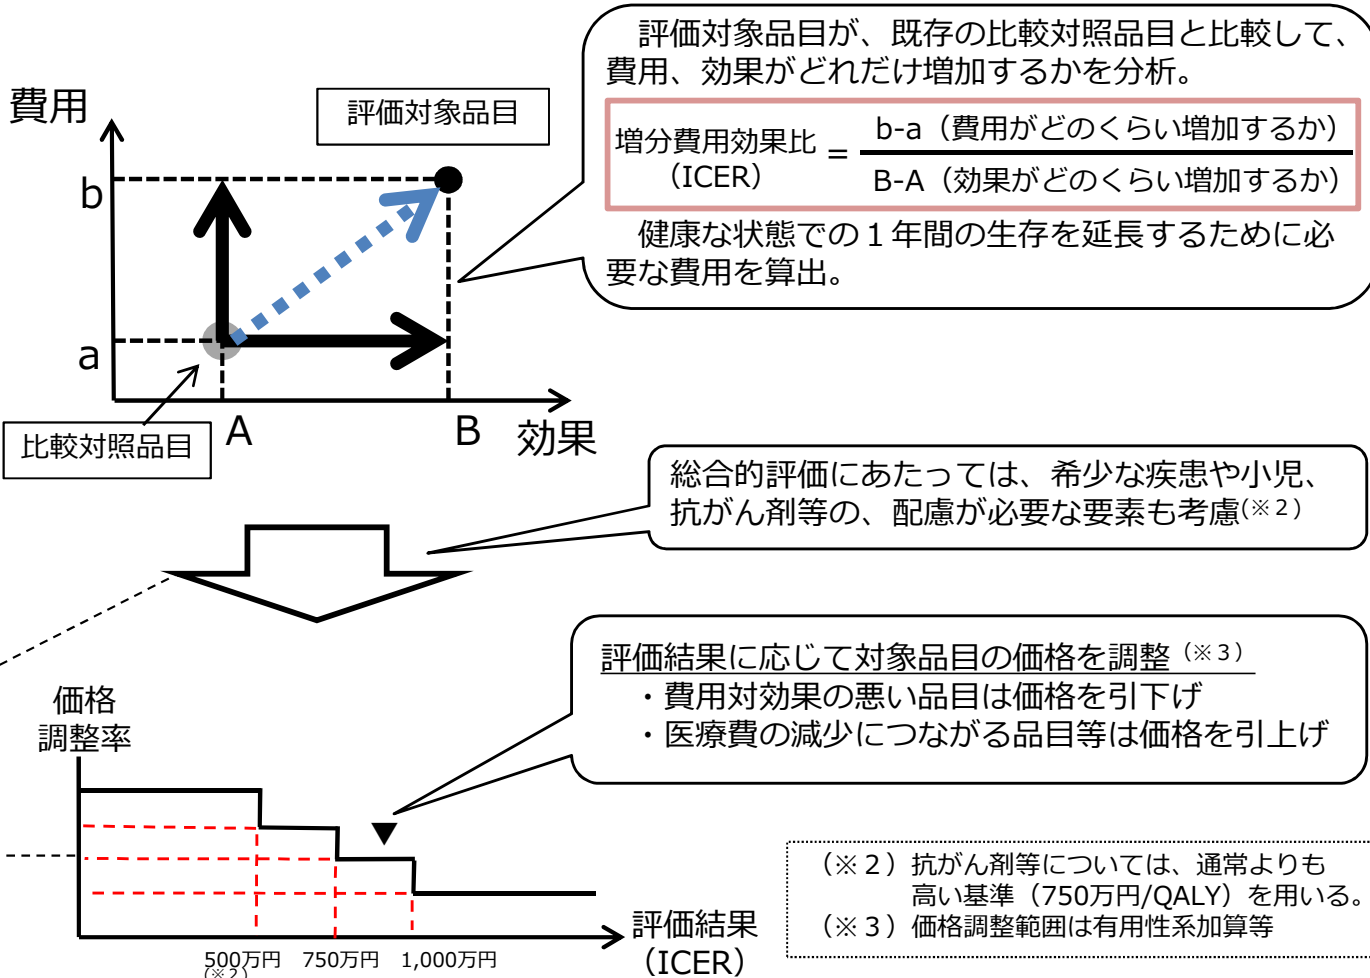 評価対象品目が、既存の比較対照品目と比較して、
費用、効果がどれだけ増加するかを分析。
増分費用効果比
（ICER）
=
b-a（費用がどのくらい増加するか）
B-A（効果がどのくらい増加するか）
健康な状態での１年間の生存を延長するために必
要な費用を算出。
費用
評価対象品目
b
a
A
B
効果
比較対照品目
総合的評価にあたっては、希少な疾患や小児、
抗がん剤等の、配慮が必要な要素も考慮(※２)
評価結果に応じて対象品目の価格を調整（※３）
・費用対効果の悪い品目は価格を引下げ
・医療費の減少につながる品目等は価格を引上げ
価格
調整率
500万円
（※２）
750万円
1,000万円
評価結果
（ICER）
（※２）抗がん剤等については、通常よりも
高い基準（750万円/QALY）を用いる。
（※３）価格調整範囲は有用性系加算等